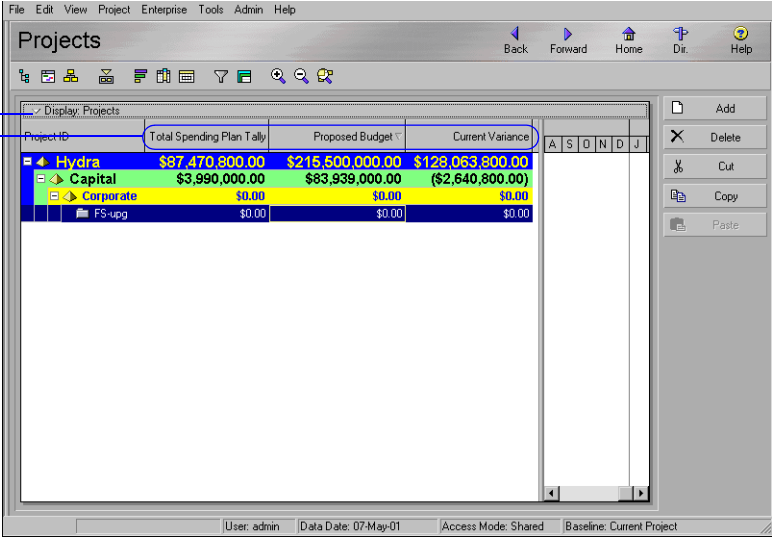 File Edit View Project Enterprise Tools Admin Help
Projects
Back Forward Home Dir. Help
Display: Projects
Project ID Total Spending Plan Tally Proposed Budget Current Variance
A S O N D J
Hydra $87,470,800.00 $215,500,000.00 $128,063,800.00
Capital $3,990,000.00 $83,939,000.00 ($2,640,800.00)
Corporate $0.00 $0.00 $0.00
FS-upg $0.00 $0.00 $0.00
Add
Delete
Cut
Copy
Paste
User: admin Data Date: 07-May-01 Access Mode: Shared Baseline: Current Project